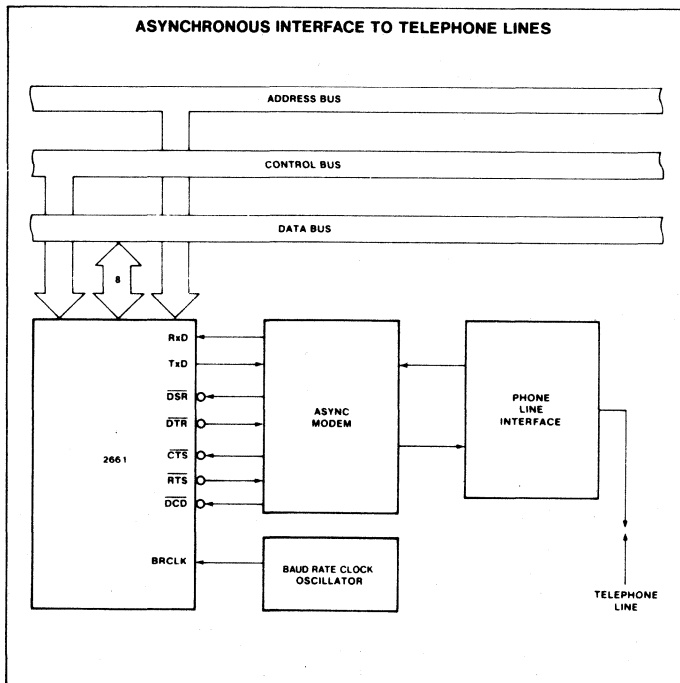 ASYNCHRONOUS INTERFACE TO TELEPHONE LINES
ADDRESS BUS
CONTROL BUS
DATA BUS
8
RxD
TxD
DSR
DTR
CTS
RTS
DCD
BRCLK
2661
ASYNC
MODEM
PHONE
LINE
INTERFACE
BAUD RATE CLOCK
OSCILLATOR
TELEPHONE
LINE